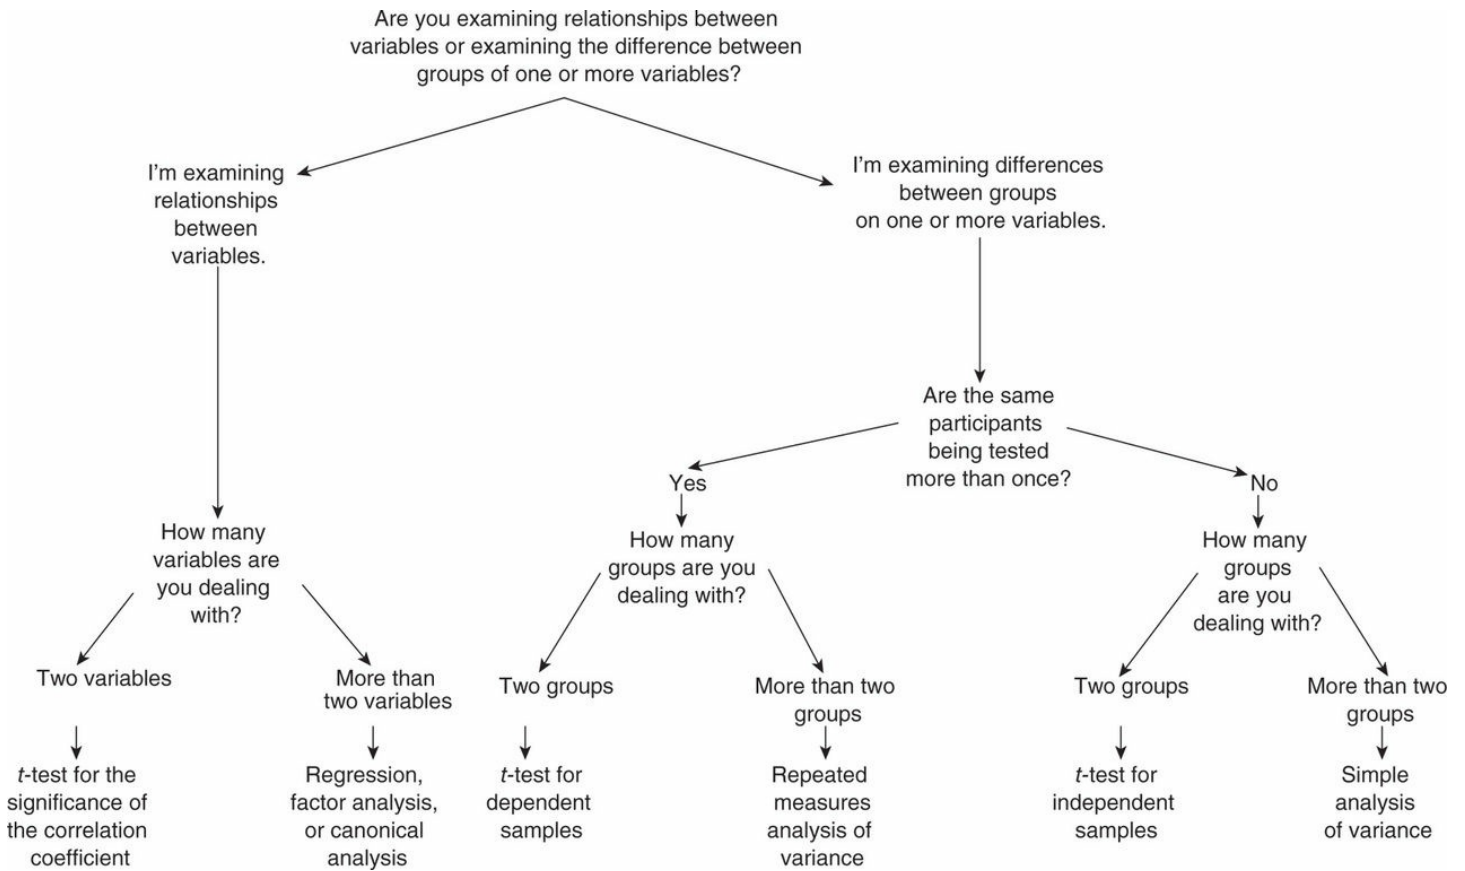 Are you examining relationships between
variables or examining the difference between
groups of one or more variables?
I'm examining
relationships
between
variables.
I'm examining differences
between groups
on one or more variables.
Are the same
participants
being tested
more than once?
Yes
No
How many
variables are
you dealing
with?
How many
groups are you
dealing with?
How many
groups
are you
dealing with?
Two variables
More than
two variables
Two groups
More than two
groups
Two groups
More than two
groups
t-test for the
significance of
the correlation
coefficient
Regression,
factor analysis,
or canonical
analysis
t-test for
dependent
samples
Repeated
measures
analysis of
variance
t-test for
independent
samples
Simple
analysis
of variance